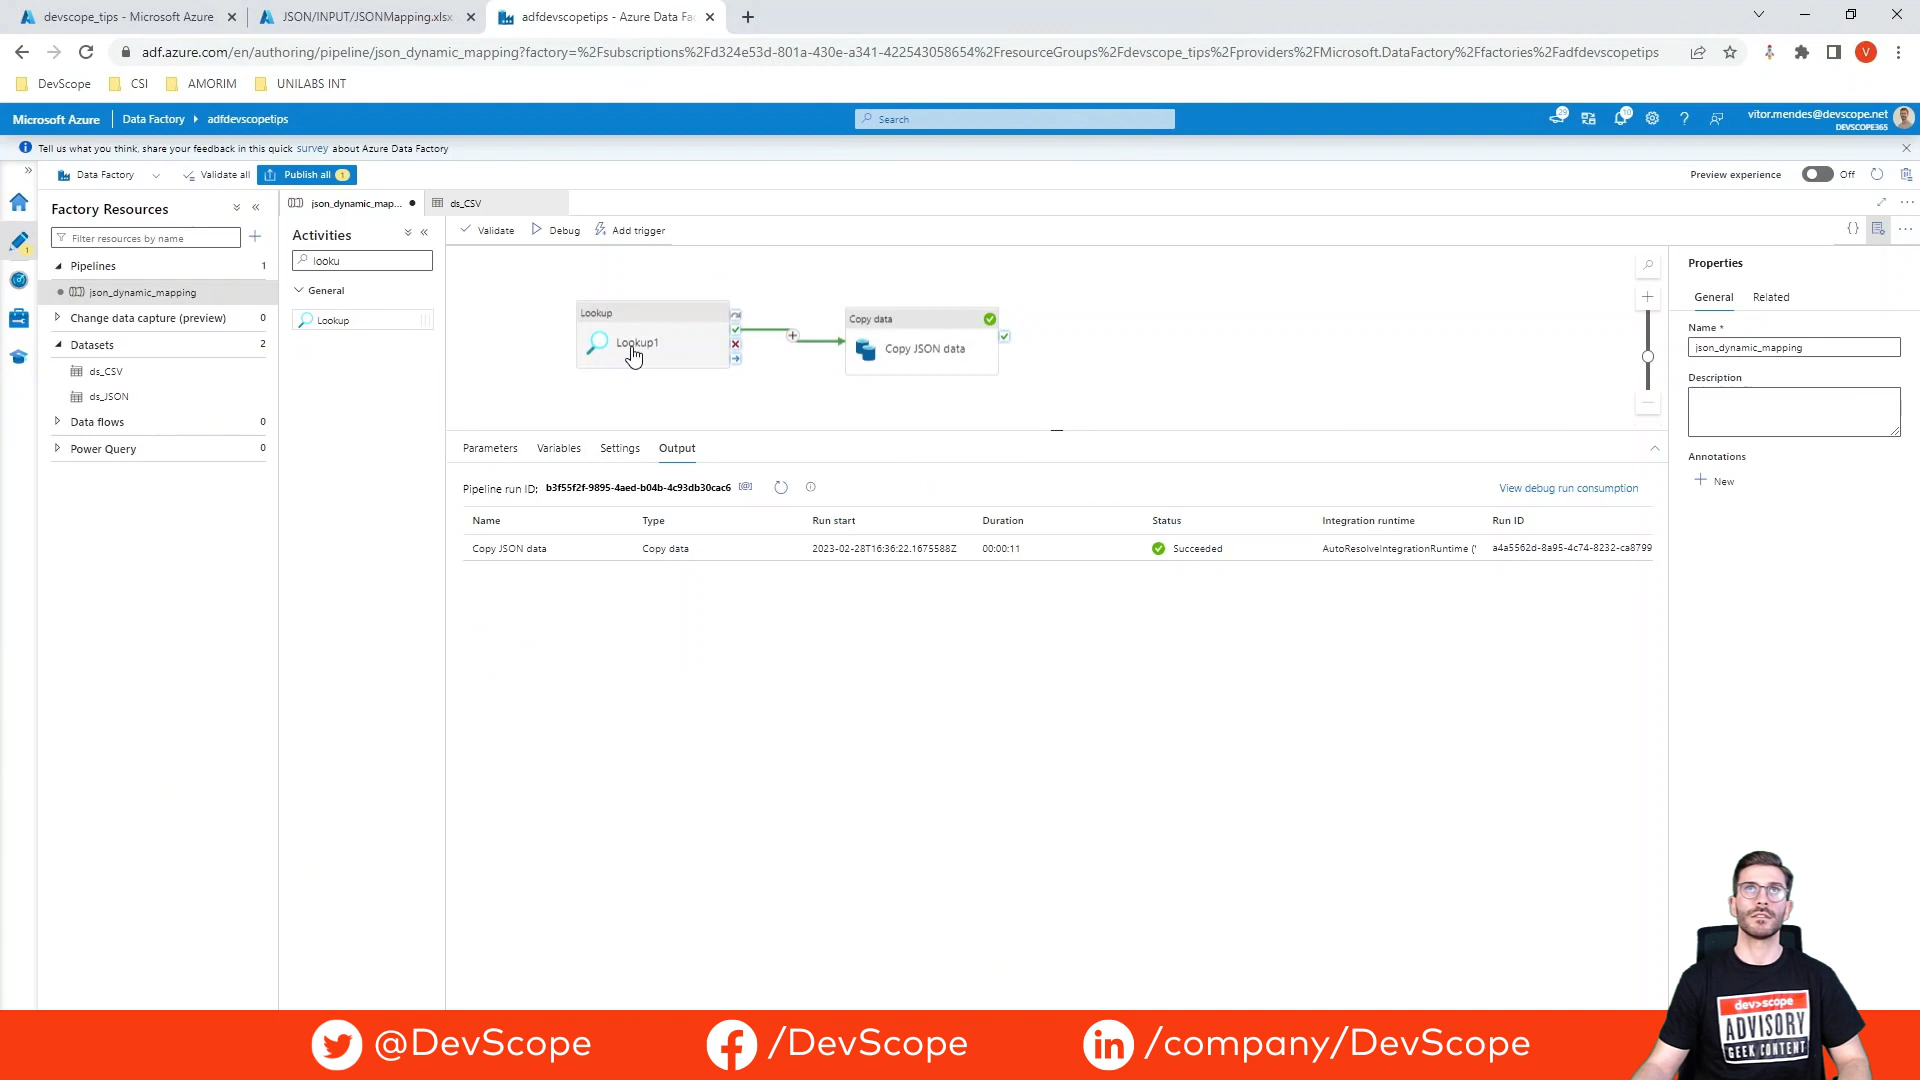 devscope_tips - Microsoft Azure
JSON/INPUT/JSONMapping.xlsx
adfdevscopetips - Azure Data Fa
adf.azure.com/en/authoring/pipeline/json_dynamic_mapping?factory=%2Fsubscriptions%2Fd324e53d-801a-430e-a341-422543058654%2FresourceGroups%2Fdevscope_tips%2Fproviders%2FMicrosoft.DataFactory%2Ffactories%2Fadfdevscopetips
V
DevScope
CSI
AMORIM
UNILABS INT
Microsoft Azure
Data Factory
adfdevscopetips
Search
29
10
vitor.mendes@devscope.net
DEVSCOPE365
Tell us what you think, share your feedback in this quick survey about Azure Data Factory
Data Factory
Validate all
Publish all 1
Preview experience
Off
Factory Resources
Filter resources by name
Pipelines 1
json_dynamic_mapping
Change data capture (preview) 0
Datasets 2
ds_CSV
ds_JSON
Data flows 0
Power Query 0
json_dynamic_map...
ds_CSV
Activities
looku
General
Lookup
Validate
Debug
Add trigger
Lookup
Lookup1
Copy data
Copy JSON data
Parameters
Variables
Settings
Output
Pipeline run ID: b3f55f2f-9895-4aed-b04b-4c93db30cac6
View debug run consumption
Name Type Run start Duration Status Integration runtime Run ID
Copy JSON data Copy data 2023-02-28T16:36:22.1675588Z 00:00:11 Succeeded AutoResolveIntegrationRuntime (' a4a5562d-8a95-4c74-8232-ca8799
Properties
General
Related
Name *
json_dynamic_mapping
Description
Annotations
New
dev>scope
ADVISORY
GEEK CONTENT
@DevScope
/DevScope
/company/DevScope